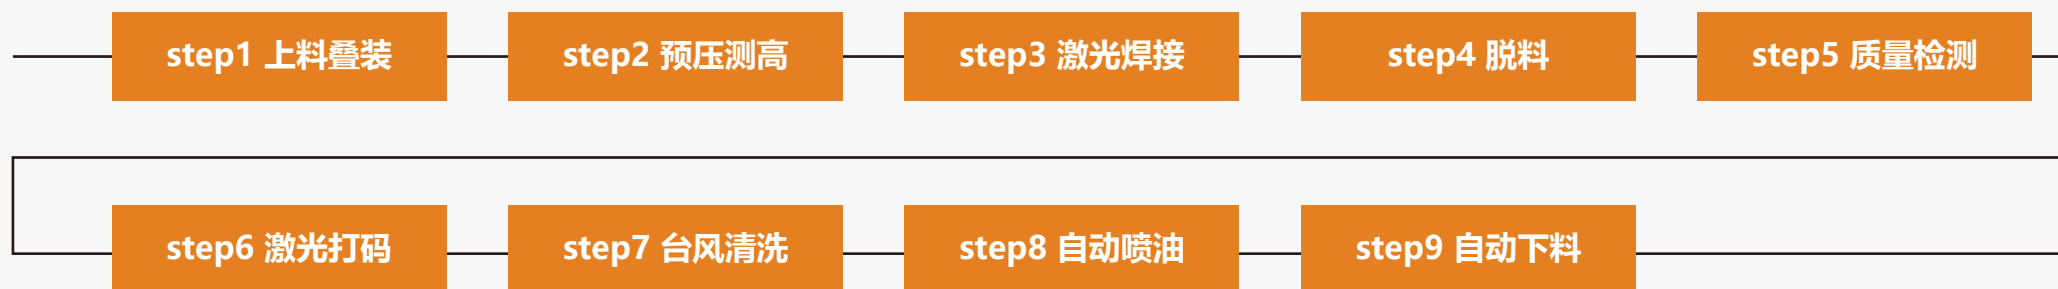 step1 上料叠装
step2 预压测高
step3 激光焊接
step4 脱料
step5 质量检测
step6 激光打码
step7 台风清洗
step8 自动喷油
step9 自动下料